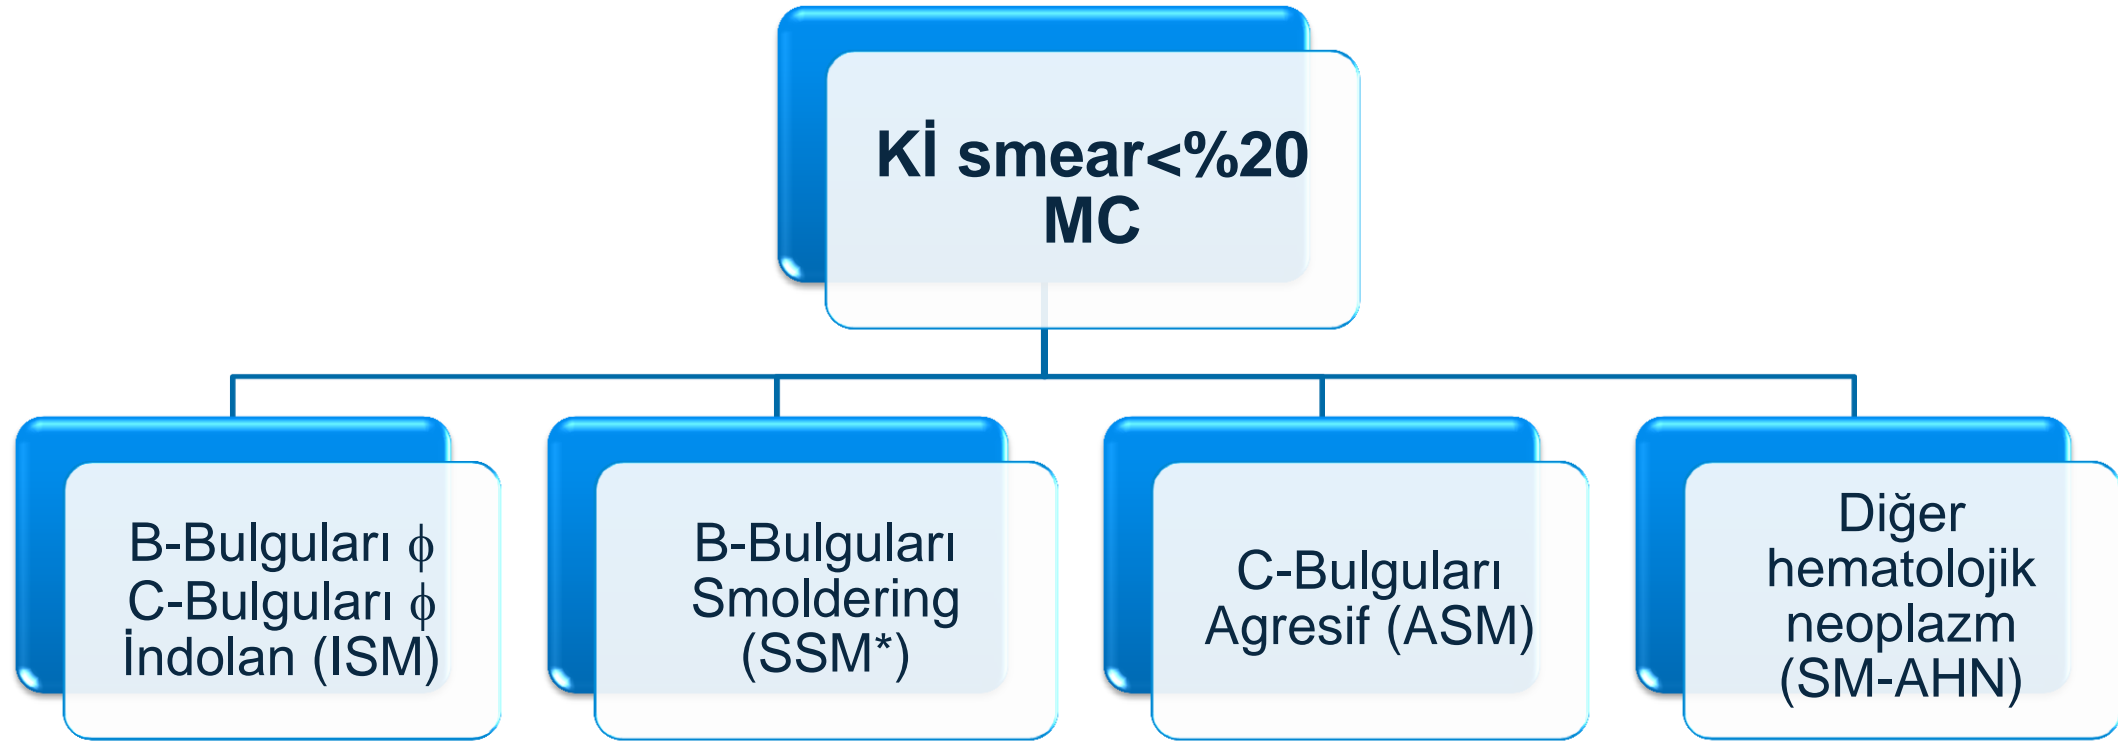 Kİ smear<%20
MC
B-Bulguları ϕ
C-Bulguları ϕ
İndolan (ISM)
B-Bulguları
Smoldering
(SSM*)
C-Bulguları
Agresif (ASM)
Diğer
hematolojik
neoplazm
(SM-AHN)